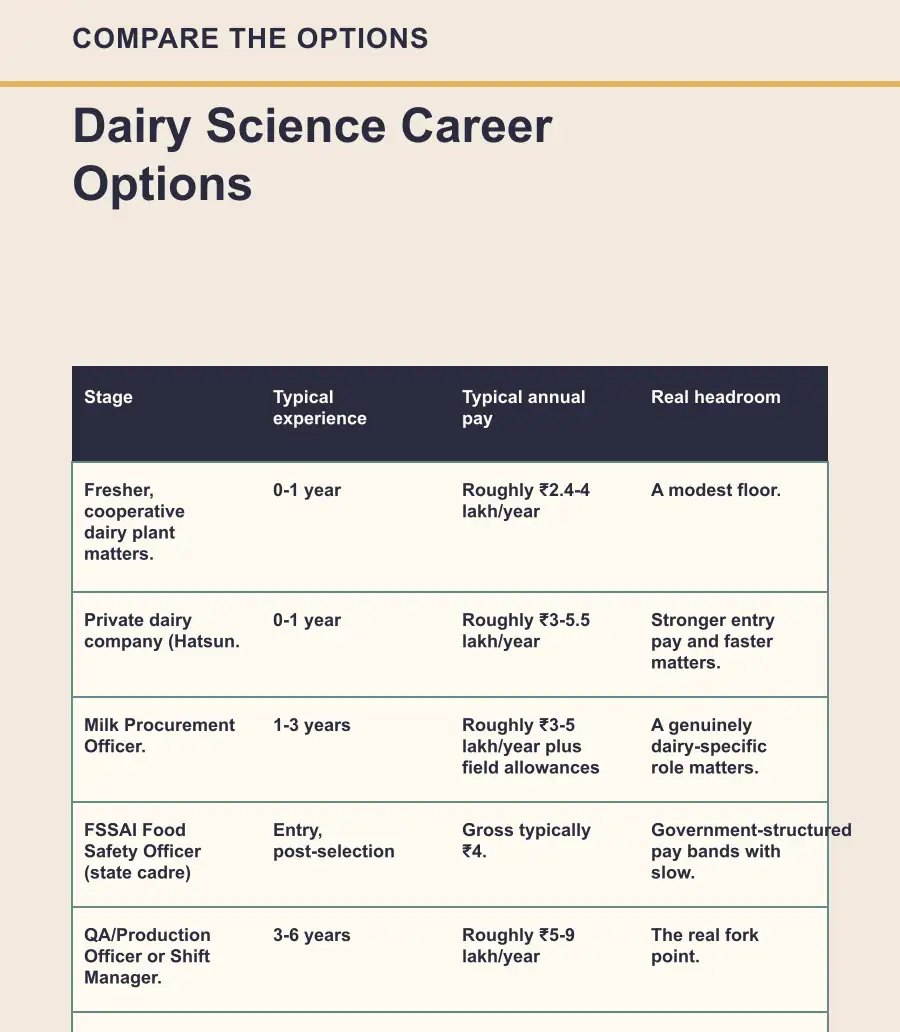 COMPARE THE OPTIONS
Dairy Science Career
Options
Stage
Typical
experience
Typical annual
pay
Real headroom
Fresher,
cooperative
dairy plant
matters.
0-1 year
Roughly ₹2.4-4
lakh/year
A modest floor.
Private dairy
company (Hatsun.
0-1 year
Roughly ₹3-5.5
lakh/year
Stronger entry
pay and faster
matters.
Milk Procurement
Officer.
1-3 years
Roughly ₹3-5
lakh/year plus
field allowances
A genuinely
dairy-specific
role matters.
FSSAI Food
Safety Officer
(state cadre)
Entry,
post-selection
Gross typically
₹4.
Government-structured
pay bands with
slow.
QA/Production
Officer or Shift
Manager.
3-6 years
Roughly ₹5-9
lakh/year
The real fork
point.